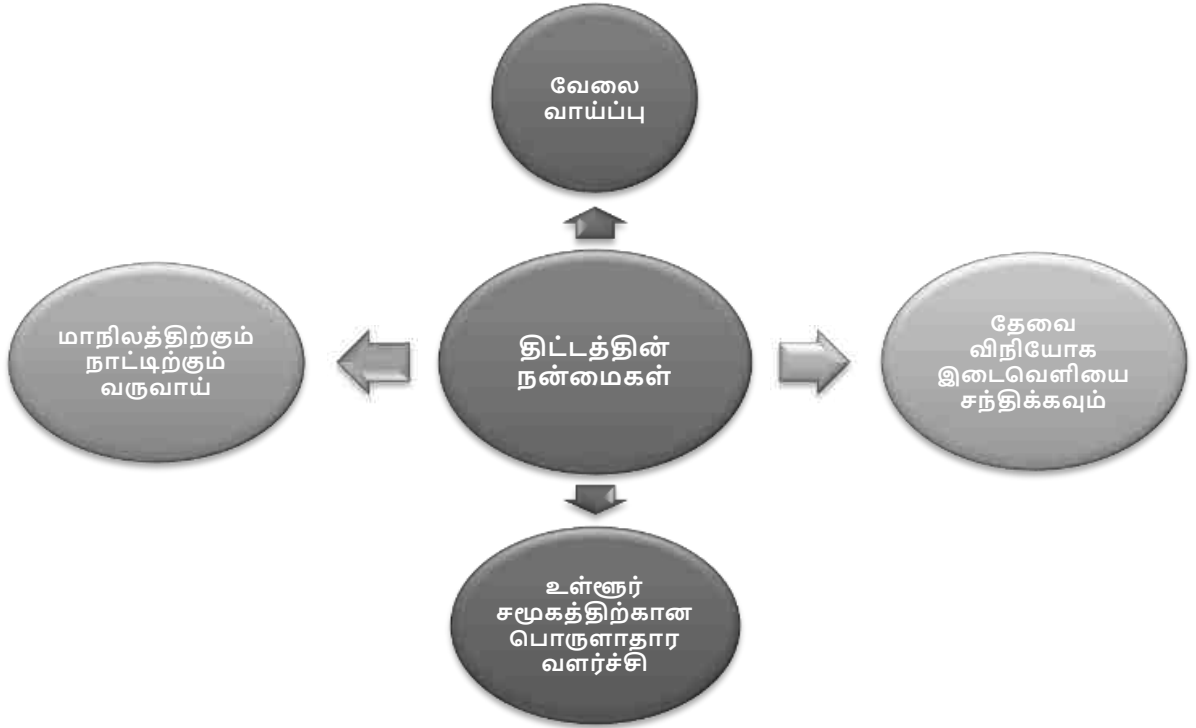 வேலை
வாய்ப்பு
மாநிலத்திற்கும்
நாட்டிற்கும்
வருவாய்
திட்டத்தின்
நன்மைகள்
தேவை
விநியோக
இடைவெளியை
சந்திக்கவும்
உள்ளூர்
சமூகத்திற்கான
பொருளாதார
வளர்ச்சி